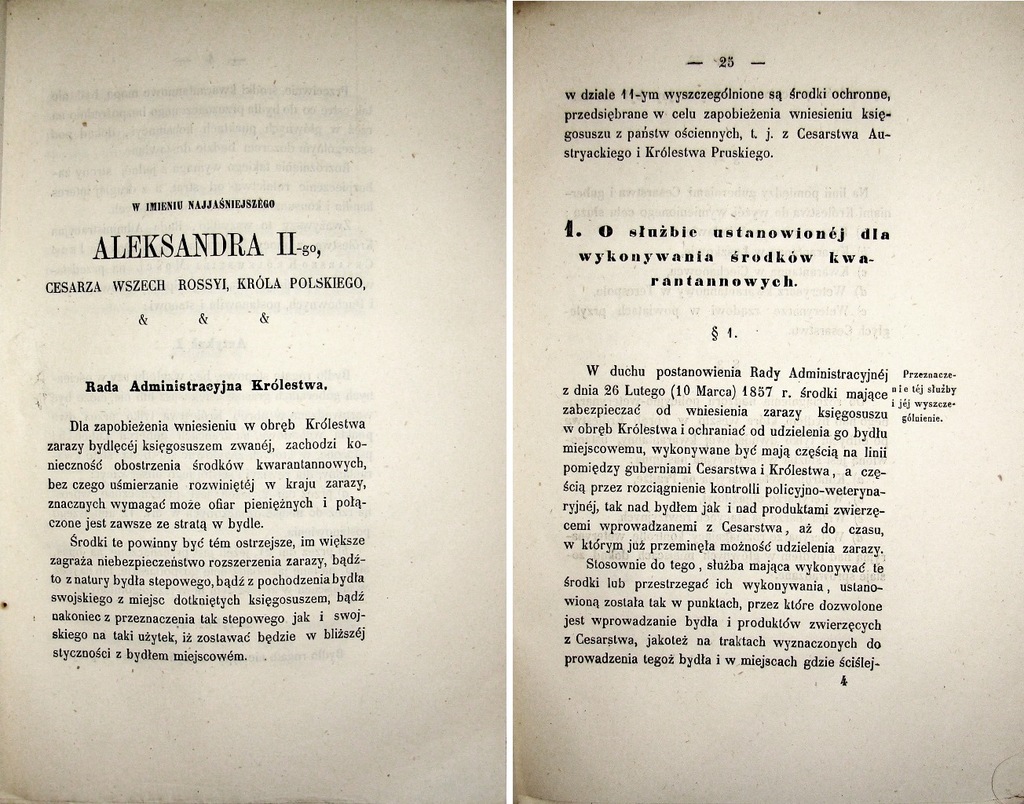 W IMIENIU NAJJAŚNIEJSZEGO
ALEKSANDRA II-go,
CESARZA WSZECH ROSSYI, KRÓLA POLSKIEGO,
& & &
Rada Administracyjna Królestwa.
Dla zapobieżenia wniesieniu w obręb Królestwa
zarazy bydlęcéj księgosuszem zwanéj, zachodzi ko-
nieczność obostrzenia środków kwarantannowych,
bez czego uśmierzanie rozwiniętéj w kraju zarazy,
znacznych wymagać może ofiar pieniężnych i połą-
czone jest zawsze ze stratą w bydle.
Środki te powinny być tém ostrzejsze, im większe
zagraża niebezpieczeństwo rozszerzenia zarazy, bądź-
to z natury bydła stepowego, bądź z pochodzenia bydła
swojskiego z miejsc dotkniętych księgosuszem, bądź
nakoniec z przeznaczenia tak stepowego jak i swoj-
skiego na taki użytek, iż zostawać będzie w bliższéj
styczności z bydłem miejscowém.
— 25 —
w dziale 11-ym wyszczególnione są środki ochronne,
przedsiębrane w celu zapobieżenia wniesieniu księ-
gosuszu z państw ościennych, t. j. z Cesarstwa Au-
stryackiego i Królestwa Pruskiego.
1. O służbie ustanowionéj dla
wykonywania środków kwa-
rantannowych.
§ 1.
W duchu postanowienia Rady Administracyjnéj
z dnia 26 Lutego (10 Marca) 1857 r. środki mające
zabezpieczać od wniesienia zarazy księgosuszu
w obręb Królestwa i ochraniać od udzielenia go bydłu
miejscowemu, wykonywane być mają częścią na linii
pomiędzy guberniami Cesarstwa i Królestwa, a czę-
ścią przez rozciągnienie kontrolli policyjno-weteryna-
ryjnéj, tak nad bydłem jak i nad produktami zwierzę-
cemi wprowadzanemi z Cesarstwa, aż do czasu,
w którym już przeminęła możność udzielenia zarazy.
Stosownie do tego, służba mająca wykonywać te
środki lub przestrzegać ich wykonywania, ustano-
wioną została tak w punktach, przez które dozwolone
jest wprowadzanie bydła i produktów zwierzęcych
z Cesarstwa, jakoteż na traktach wyznaczonych do
prowadzenia tegoż bydła i w miejscach gdzie ściślej-
4
Przeznacze-
nie téj służby
i jéj wyszcze-
gólnienie.